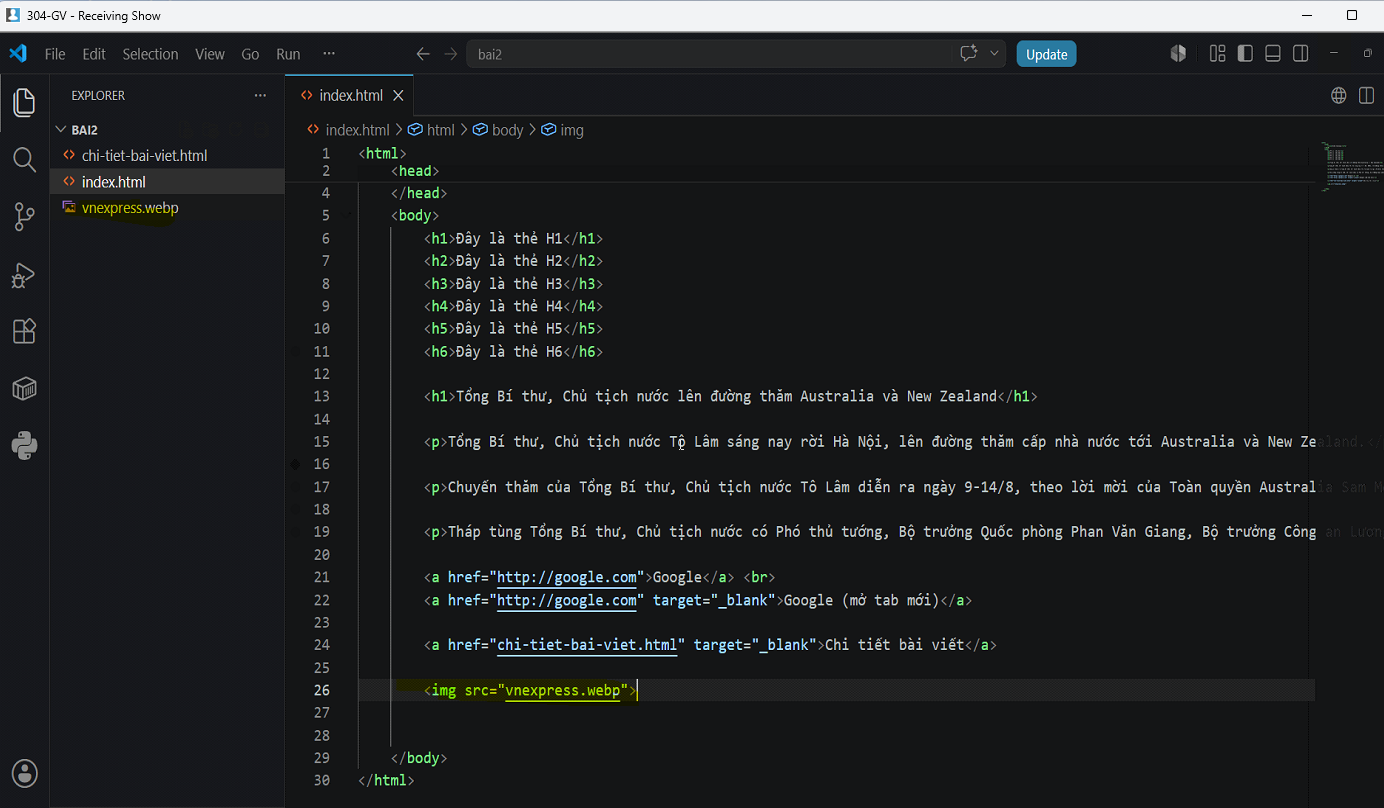 304-GV - Receiving Show
File Edit Selection View Go Run ··· bai2 Update
EXPLORER ···
index.html
BAI2
chi-tiet-bai-viet.html
index.html
vnexpress.webp
index.html > html > body > img
1 <html>
2 <head>
4 </head>
5 <body>
6 <h1>Đây là thẻ H1</h1>
7 <h2>Đây là thẻ H2</h2>
8 <h3>Đây là thẻ H3</h3>
9 <h4>Đây là thẻ H4</h4>
10 <h5>Đây là thẻ H5</h5>
11 <h6>Đây là thẻ H6</h6>
12
13 <h1>Tổng Bí thư, Chủ tịch nước lên đường thăm Australia và New Zealand</h1>
14
15 <p>Tổng Bí thư, Chủ tịch nước Tô Lâm sáng nay rời Hà Nội, lên đường thăm cấp nhà nước tới Australia và New Zealand.
16
17 <p>Chuyến thăm của Tổng Bí thư, Chủ tịch nước Tô Lâm diễn ra ngày 9-14/8, theo lời mời của Toàn quyền Australia Sam
18
19 <p>Tháp tùng Tổng Bí thư, Chủ tịch nước có Phó thủ tướng, Bộ trưởng Quốc phòng Phan Văn Giang, Bộ trưởng Công an
20
21 <a href="http://google.com">Google</a> <br>
22 <a href="http://google.com" target="_blank">Google (mở tab mới)</a>
23
24 <a href="chi-tiet-bai-viet.html" target="_blank">Chi tiết bài viết</a>
25
26 <img src="vnexpress.webp">
27
28
29 </body>
30 </html>